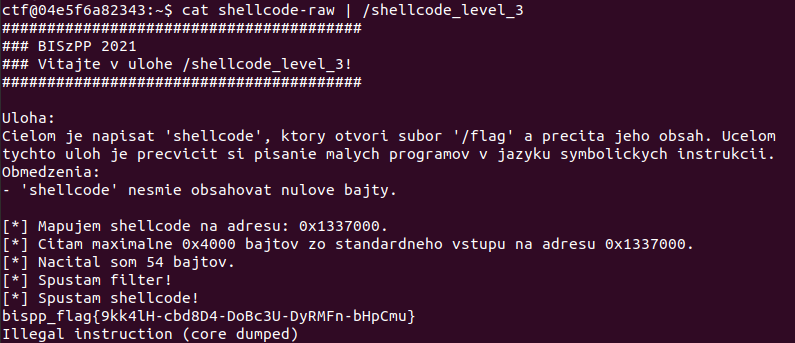 ctf@04e5f6a82343:~$ cat shellcode-raw | /shellcode_level_3
########################################
### BISzPP 2021
### Vitajte v ulohe /shellcode_level_3!
########################################
Uloha:
Cielom je napisat 'shellcode', ktory otvori subor '/flag' a precita jeho obsah. Ucelom
tychto uloh je precvicit si pisanie malych programov v jazyku symbolickych instrukcii.
Obmedzenia:
- 'shellcode' nesmie obsahovat nulove bajty.
[*] Mapujem shellcode na adresu: 0x1337000.
[*] Citam maximalne 0x4000 bajtov zo standardneho vstupu na adresu 0x1337000.
[*] Nacital som 54 bajtov.
[*] Spustam filter!
[*] Spustam shellcode!
bispp_flag{9kk4lH-cbd8D4-DoBc3U-DyRMFn-bHpCmu}
Illegal instruction (core dumped)